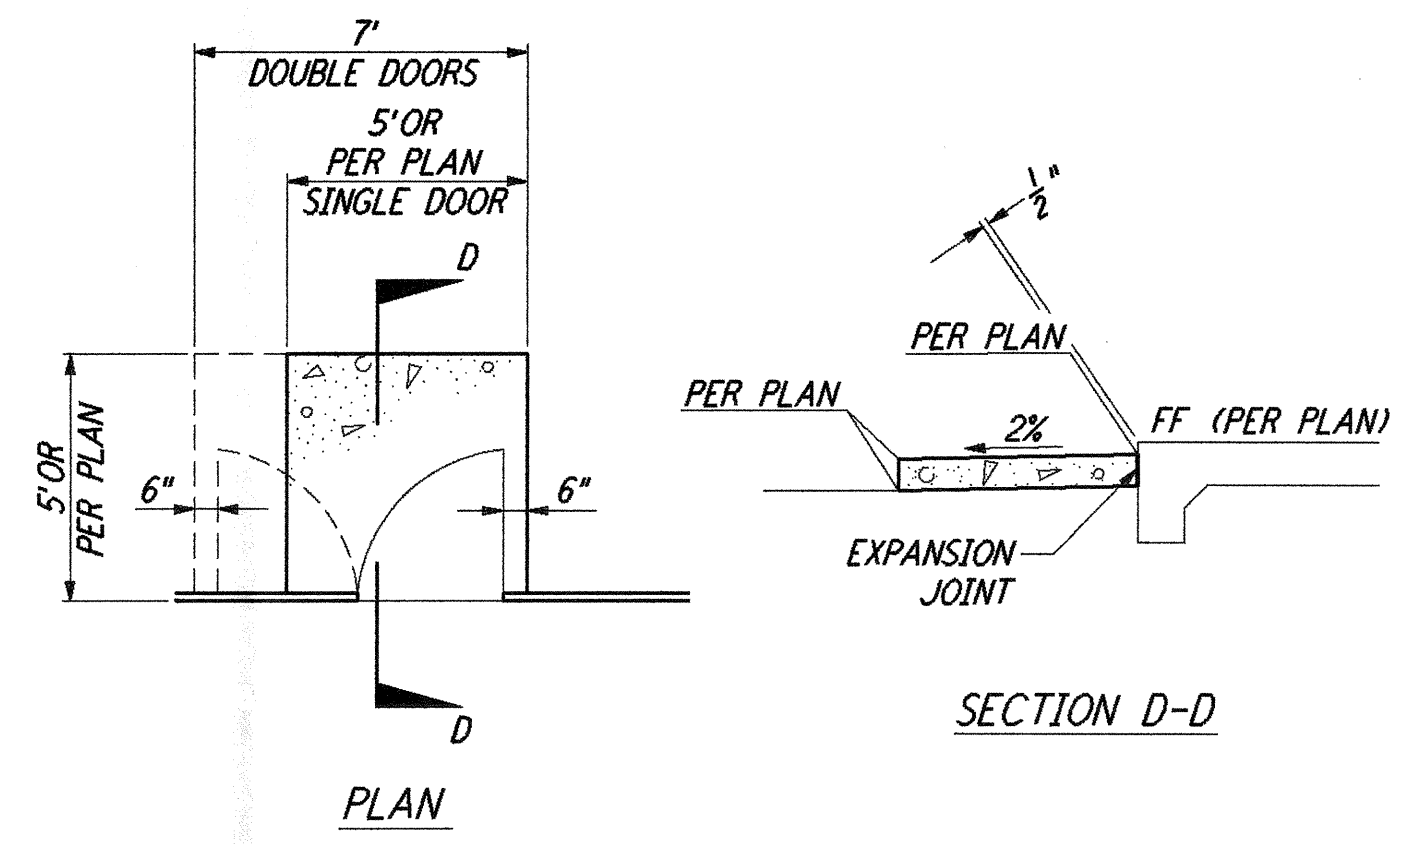 7'
DOUBLE DOORS
5' OR
PER PLAN
SINGLE DOOR
D
5' OR
PER PLAN
6"
6"
D
PLAN
1/2"
PER PLAN
PER PLAN
2%
FF (PER PLAN)
EXPANSION
JOINT
SECTION D-D